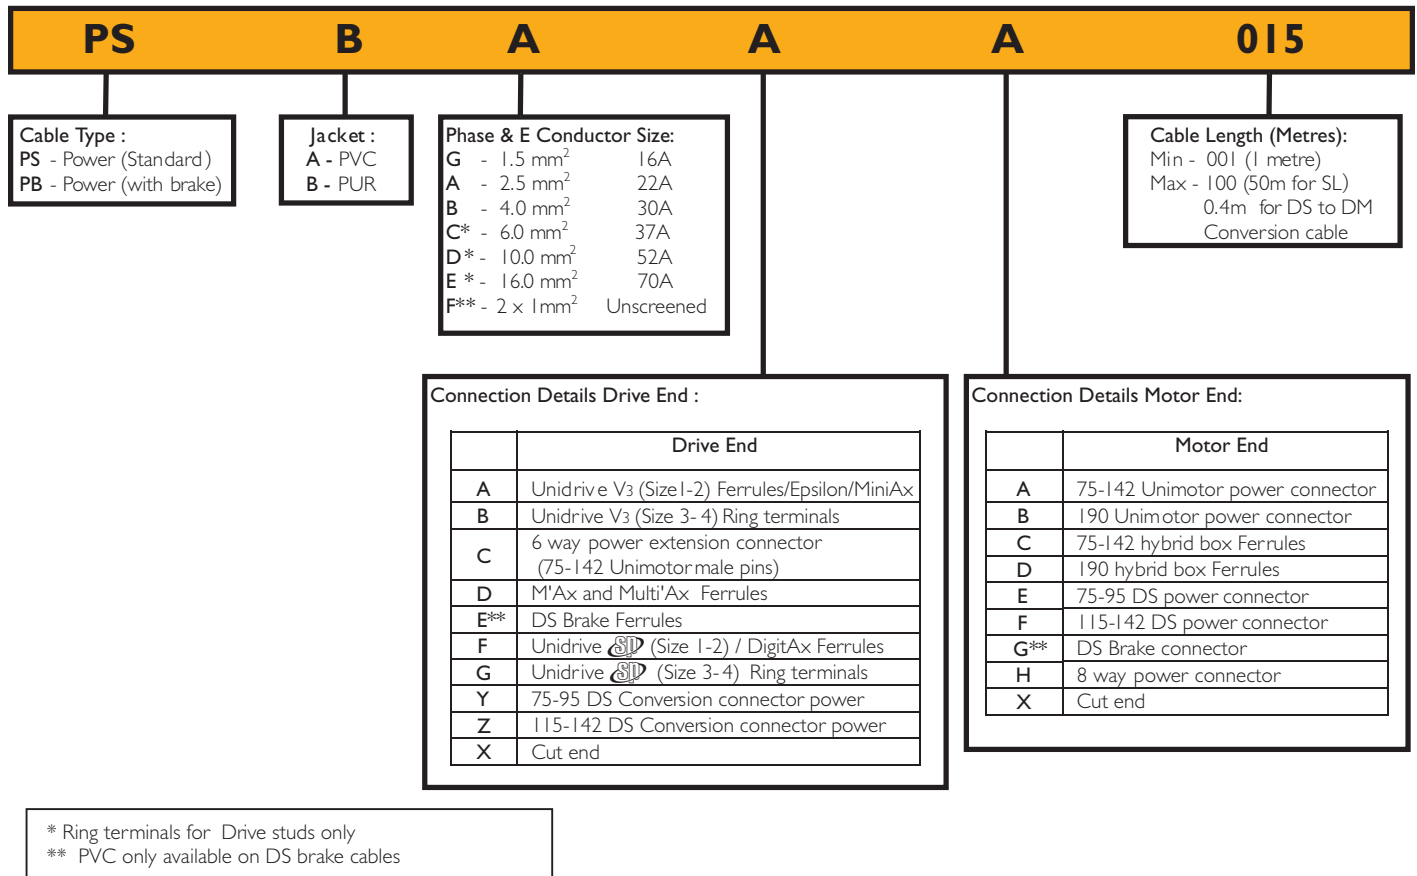 PS B A A A 015
Cable Type :
PS - Power (Standard)
PB - Power (with brake)
Jacket :
A - PVC
B - PUR
Phase & E Conductor Size:
G - 1.5 mm² 16A
A - 2.5 mm² 22A
B - 4.0 mm² 30A
C* - 6.0 mm² 37A
D* - 10.0 mm² 52A
E * - 16.0 mm² 70A
F** - 2 x 1mm² Unscreened
Cable Length (Metres):
Min - 001 (1 metre)
Max - 100 (50m for SL)
0.4m for DS to DM
Conversion cable
Connection Details Drive End :
Drive End
A Unidrive V3 (Size1-2) Ferrules/Epsilon/MiniAx
B Unidrive V3 (Size 3-4) Ring terminals
C 6 way power extension connector
(75-142 Unimotor male pins)
D M'Ax and Multi'Ax Ferrules
E** DS Brake Ferrules
F Unidrive SP (Size 1-2) / DigitAx Ferrules
G Unidrive SP (Size 3-4) Ring terminals
Y 75-95 DS Conversion connector power
Z 115-142 DS Conversion connector power
X Cut end
Connection Details Motor End:
Motor End
A 75-142 Unimotor power connector
B 190 Unimotor power connector
C 75-142 hybrid box Ferrules
D 190 hybrid box Ferrules
E 75-95 DS power connector
F 115-142 DS power connector
G** DS Brake connector
H 8 way power connector
X Cut end
* Ring terminals for Drive studs only
** PVC only available on DS brake cables